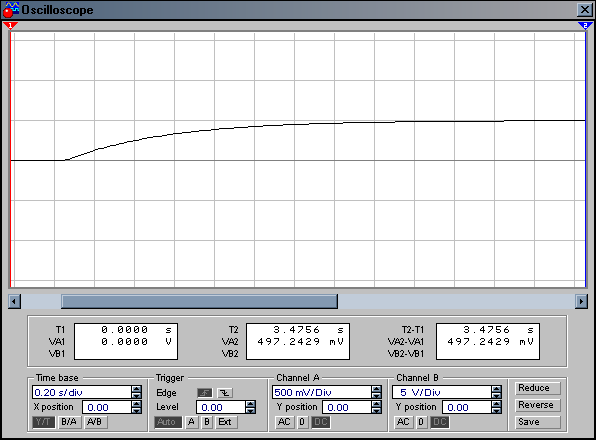 Oscilloscope
1 2
T1 0.0000 s T2 3.4756 s T2-T1 3.4756 s
VA1 0.0000 V VA2 497.2429 mV VA2-VA1 497.2429 mV
VB1 VB2 VB2-VB1
Time base Trigger Channel A Channel B
0.20 s/div Edge 500 mV/Div 5 V/Div Reduce
X position 0.00 Level 0.00 Y position 0.00 Y position 0.00 Reverse
Y/T B/A A/B Auto A B Ext AC 0 DC AC 0 DC Save